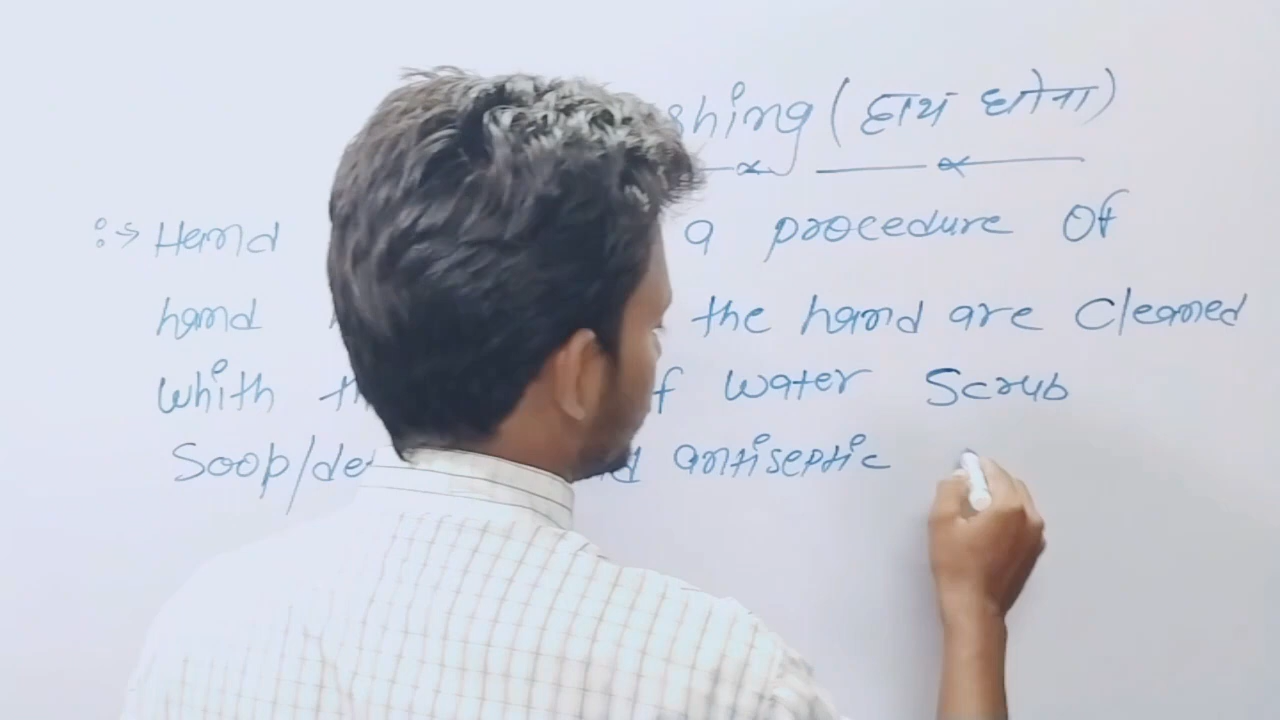 shing (हाथ धोना)
:→ Hand a procedure of
hand the hand are Cleaned
Whith th f water Scrub
Soop/de d antiseptic